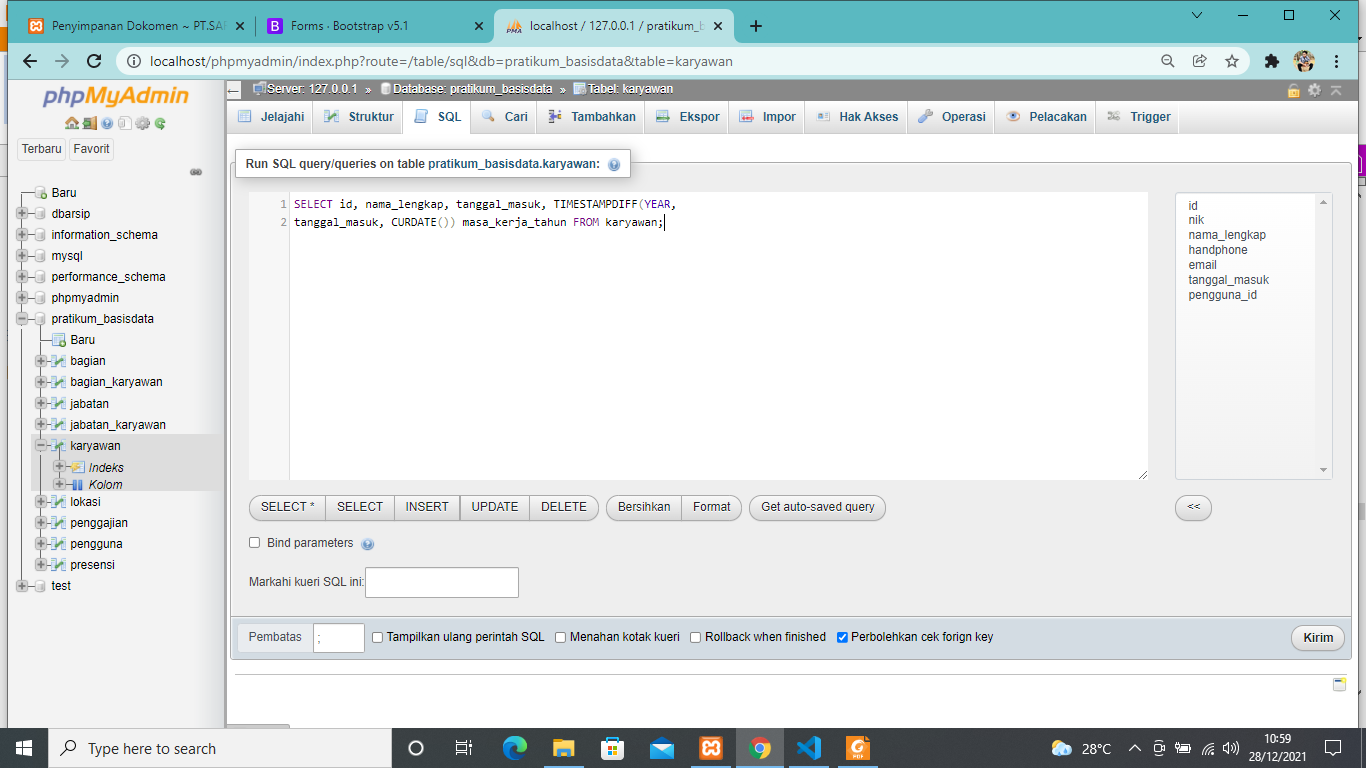 Penyimpanan Dokomen ~ PT.SAF
Forms · Bootstrap v5.1
localhost / 127.0.0.1 / pratikum_b
localhost/phpmyadmin/index.php?route=/table/sql&db=pratikum_basisdata&table=karyawan
phpMyAdmin
Terbaru Favorit
Baru
dbarsip
information_schema
mysql
performance_schema
phpmyadmin
pratikum_basisdata
Baru
bagian
bagian_karyawan
jabatan
jabatan_karyawan
karyawan
Indeks
Kolom
lokasi
penggajian
pengguna
presensi
test
Server: 127.0.0.1 » Database: pratikum_basisdata » Tabel: karyawan
Jelajahi Struktur SQL Cari Tambahkan Ekspor Impor Hak Akses Operasi Pelacakan Trigger
Run SQL query/queries on table pratikum_basisdata.karyawan:
1 SELECT id, nama_lengkap, tanggal_masuk, TIMESTAMPDIFF(YEAR,
2 tanggal_masuk, CURDATE()) masa_kerja_tahun FROM karyawan;
id
nik
nama_lengkap
handphone
email
tanggal_masuk
pengguna_id
SELECT * SELECT INSERT UPDATE DELETE Bersihkan Format Get auto-saved query <<
Bind parameters
Markahi kueri SQL ini:
Pembatas ; Tampilkan ulang perintah SQL Menahan kotak kueri Rollback when finished Perbolehkan cek forign key Kirim
Type here to search
28°C
10:59
28/12/2021